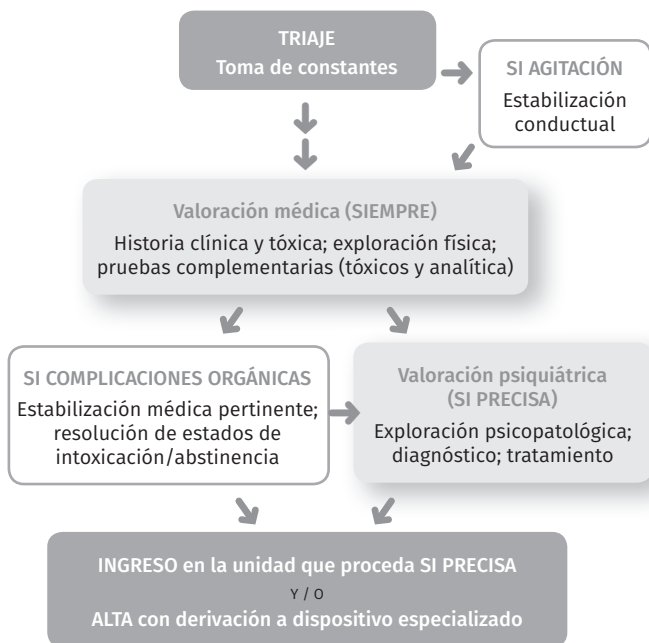 TRIAJE
Toma de constantes
SI AGITACIÓN
Estabilización
conductual
Valoración médica (SIEMPRE)
Historia clínica y tóxica; exploración física;
pruebas complementarias (tóxicos y analítica)
SI COMPLICACIONES ORGÁNICAS
Estabilización médica pertinente;
resolución de estados de
intoxicación/abstinencia
Valoración psiquiátrica
(SI PRECISA)
Exploración psicopatológica;
diagnóstico; tratamiento
INGRESO en la unidad que proceda SI PRECISA
Y / O
ALTA con derivación a dispositivo especializado